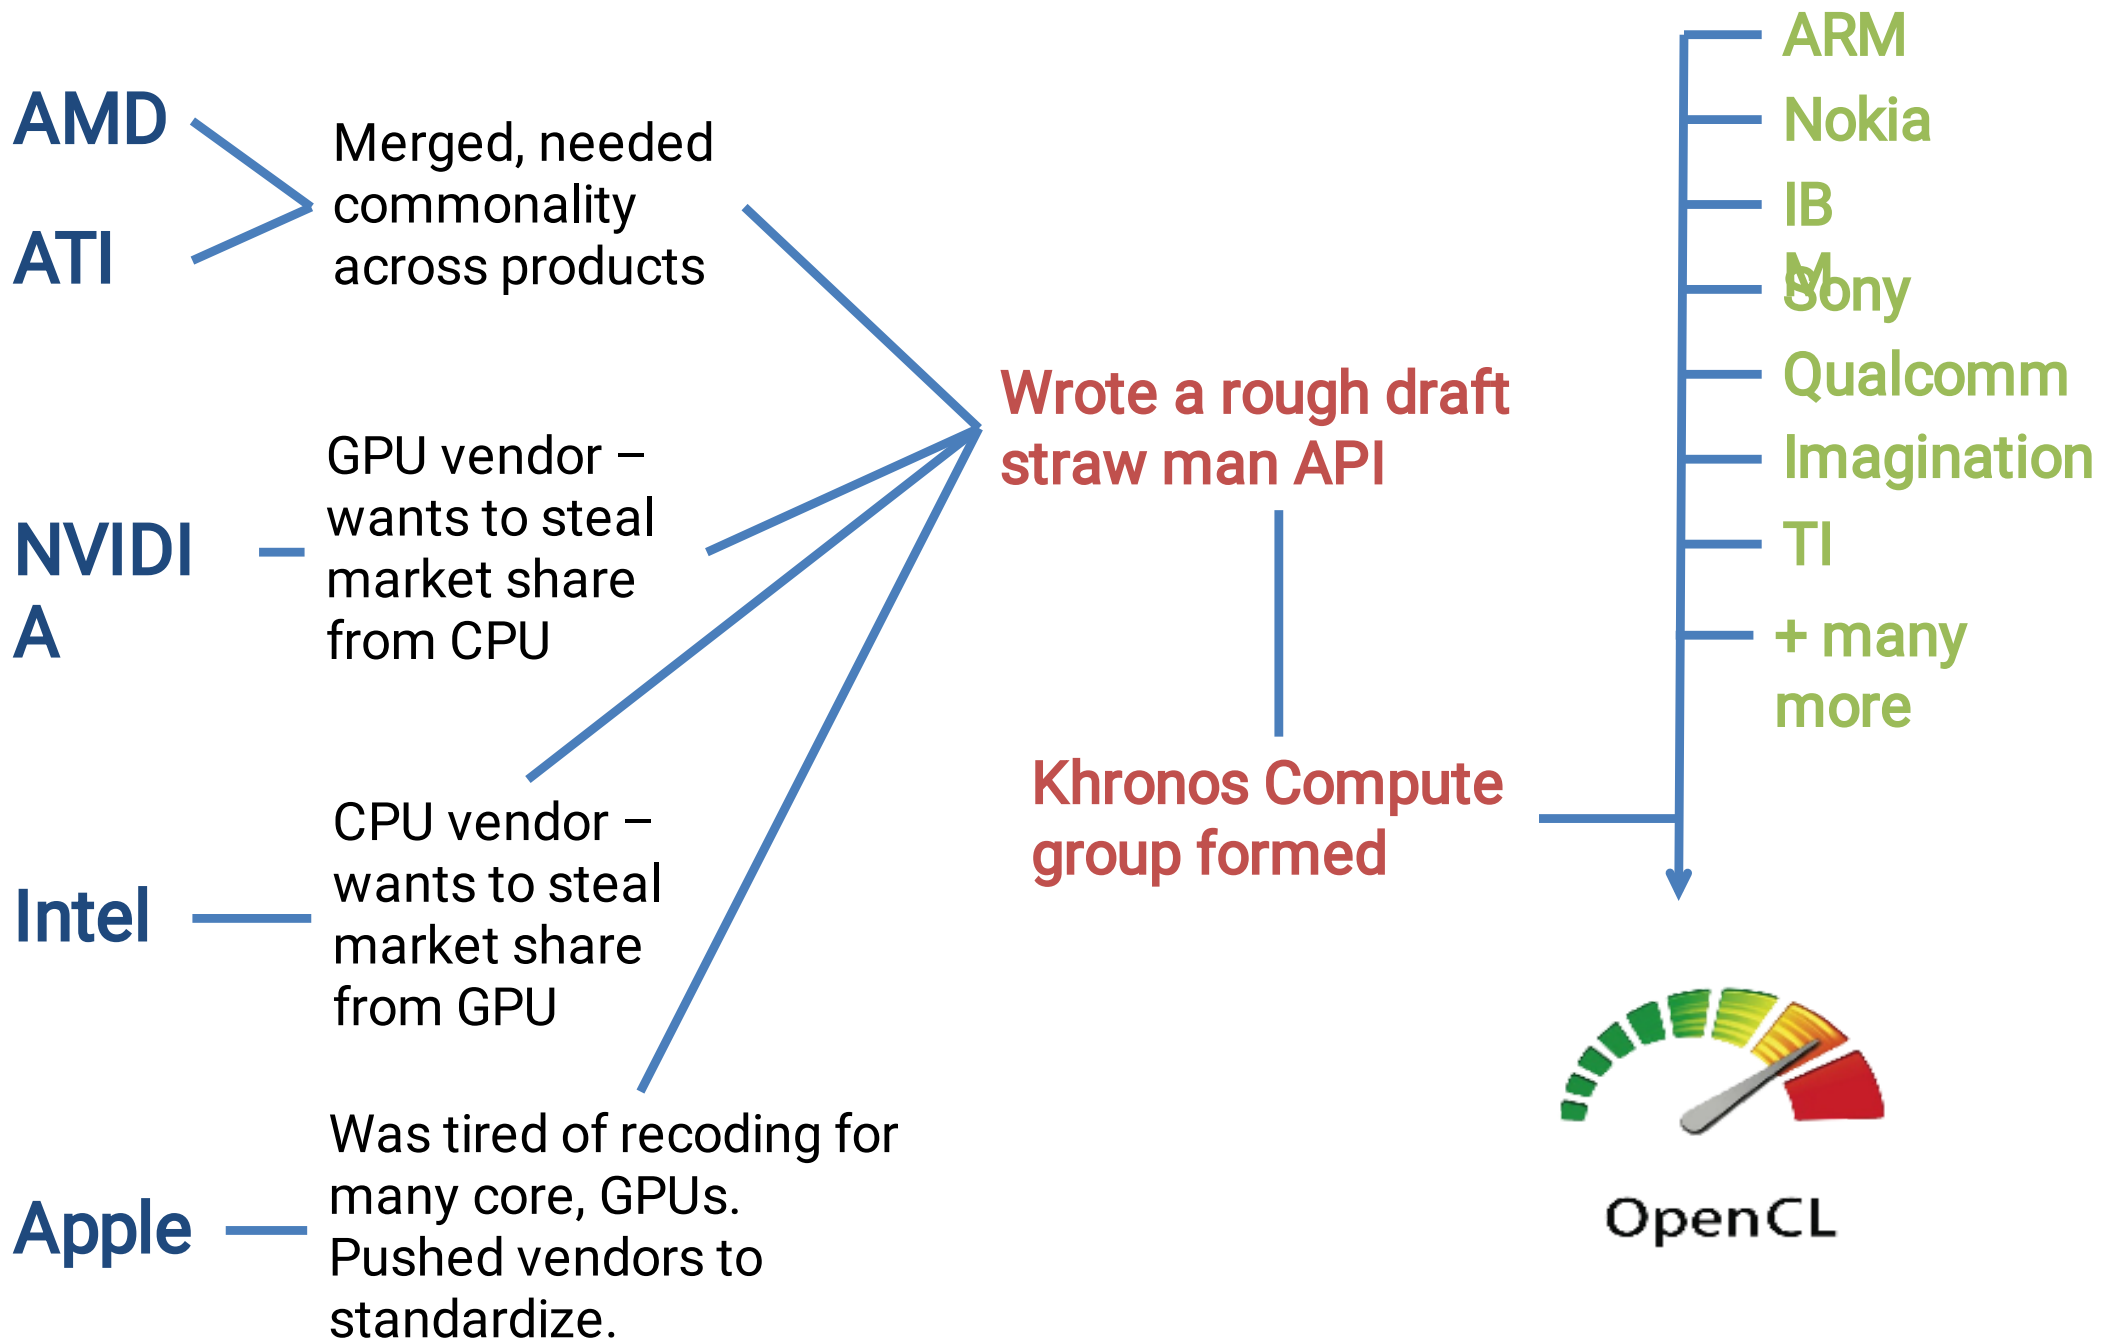 AMD
ATI
Merged, needed
commonality
across products
NVIDI
A
GPU vendor –
wants to steal
market share
from CPU
Intel
CPU vendor –
wants to steal
market share
from GPU
Apple
Was tired of recoding for
many core, GPUs.
Pushed vendors to
standardize.
Wrote a rough draft
straw man API
Khronos Compute
group formed
ARM
Nokia
IB
M
Sony
Qualcomm
Imagination
TI
+ many
more
OpenCL